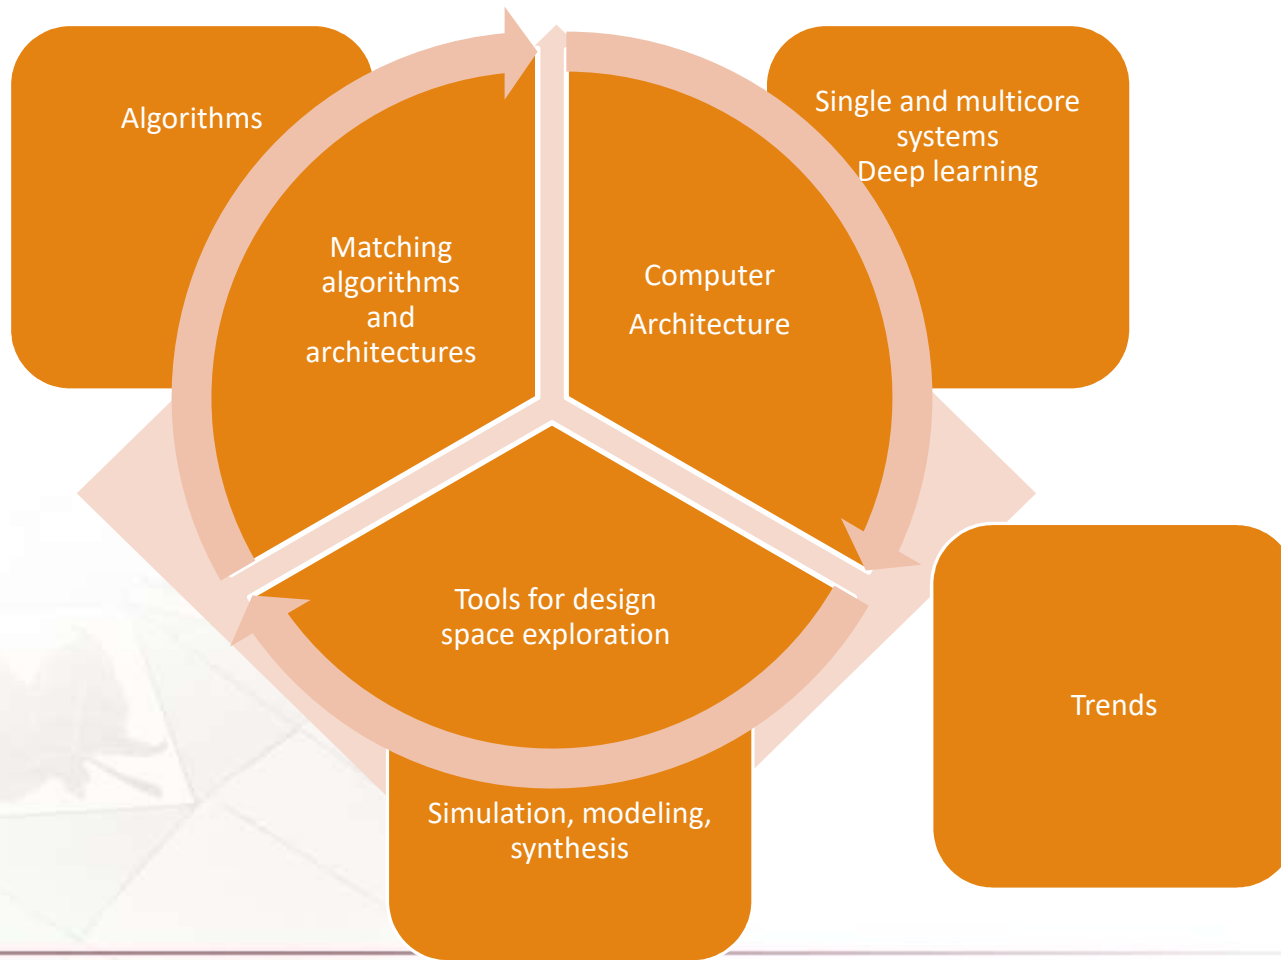 Algorithms
Single and multicore
systems
Deep learning
Matching
algorithms
and
architectures
Computer
Architecture
Tools for design
space exploration
Trends
Simulation, modeling,
synthesis